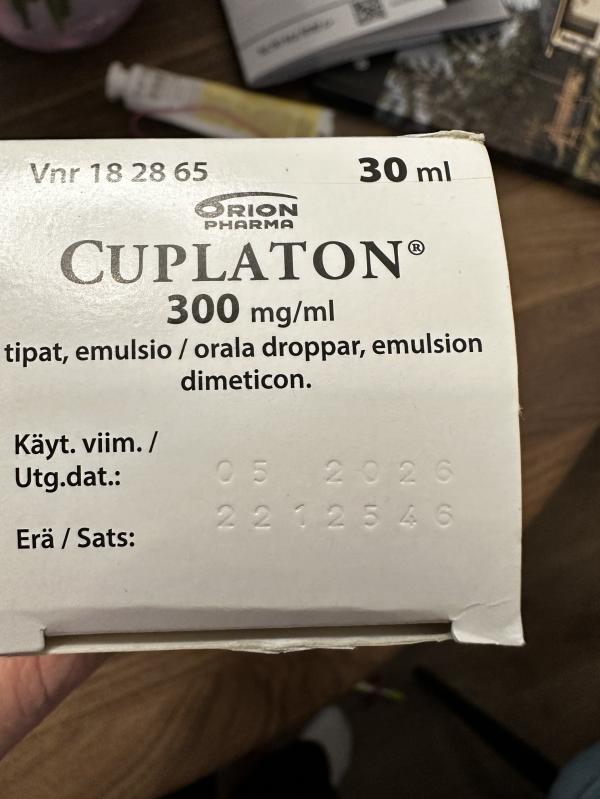 Vnr 18 28 65 30 ml
ORION
PHARMA
CUPLATON®
300 mg/ml
tipat, emulsio / orala droppar, emulsion
dimeticon.
Käyt. viim. /
Utg.dat.: 05 2026
2212546
Erä / Sats: